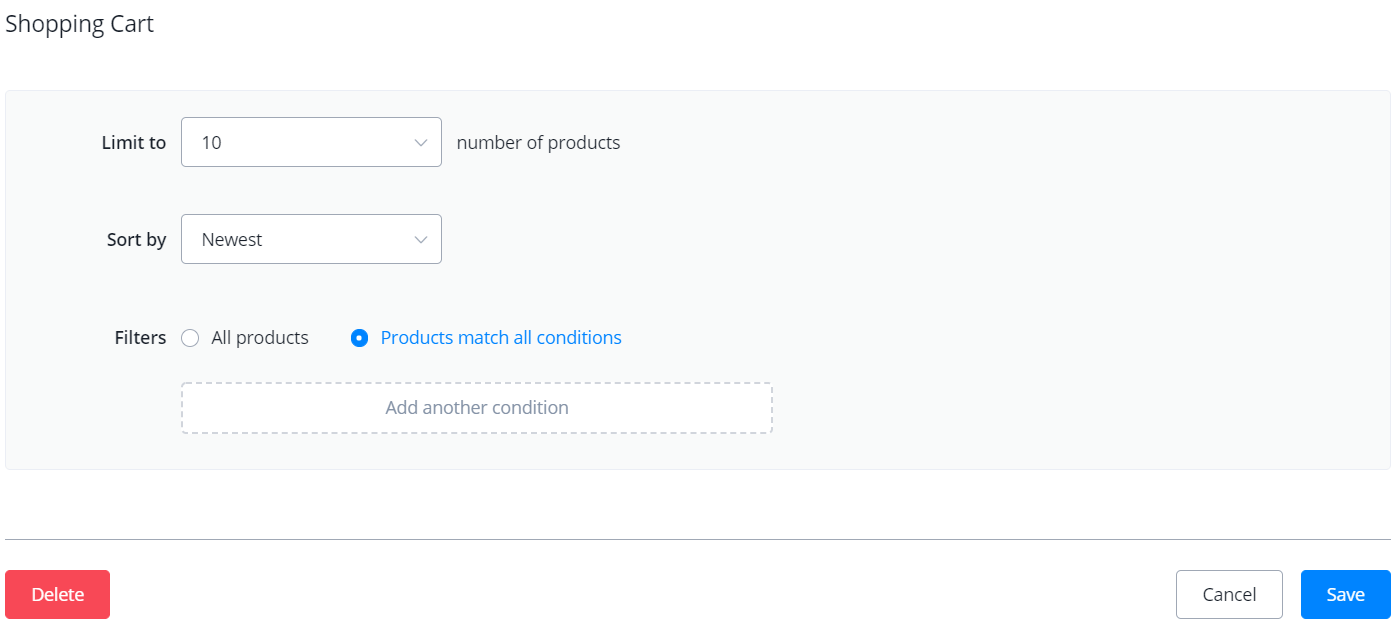 Shopping Cart
Limit to 10 number of products
Sort by Newest
Filters All products Products match all conditions
Add another condition
Delete Cancel Save